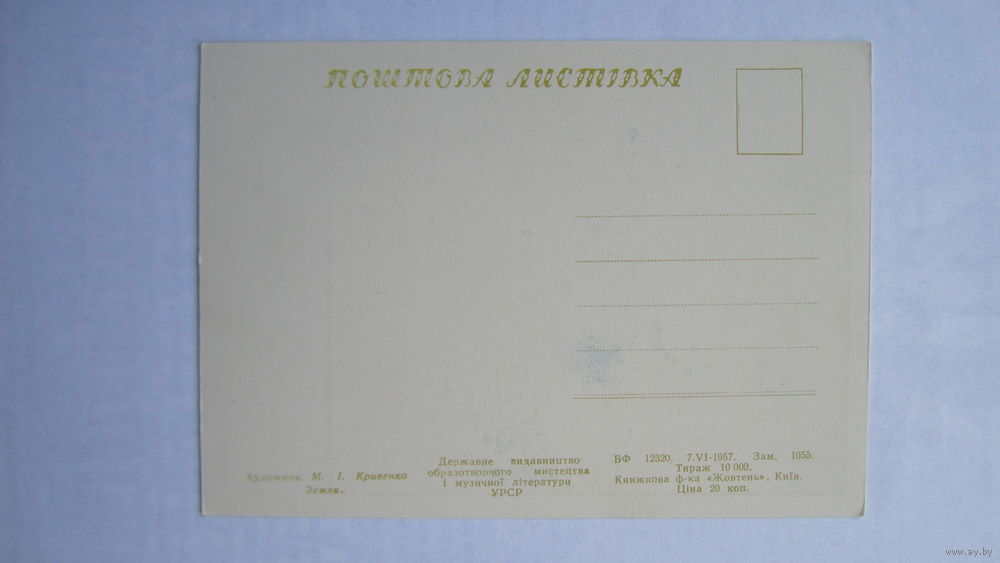 ПОШТОВА ЛИСТІВКА
Художник М. І. Кривенко
Земля.
Державне видавництво
образотворчого мистецтва
і музичної літератури
УРСР
БФ 12320. 7.VI-1957. Зам. 1055.
Тираж 10 000.
Книжкова ф-ка «Жовтень», Київ.
Ціна 20 коп.
www.ay.by